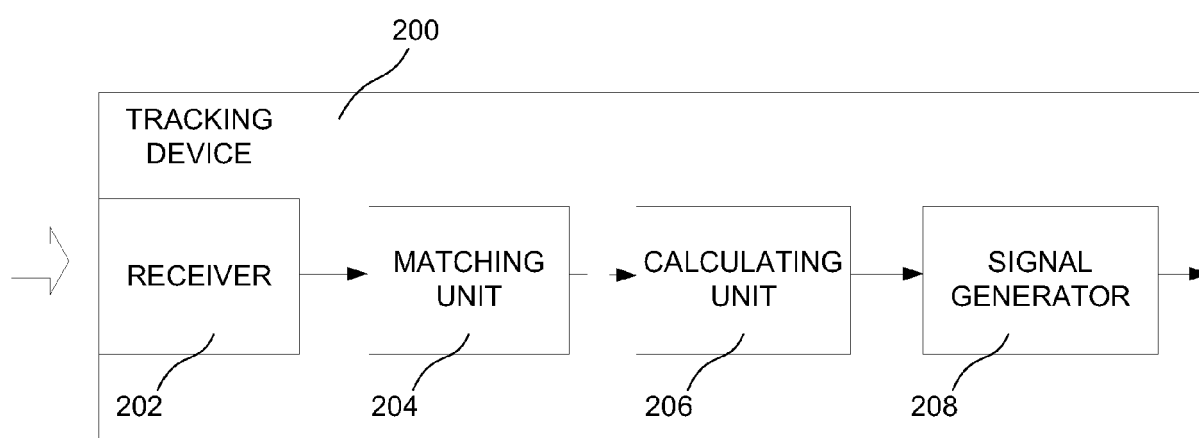 200
TRACKING
DEVICE
RECEIVER
MATCHING
UNIT
CALCULATING
UNIT
SIGNAL
GENERATOR
202
204
206
208